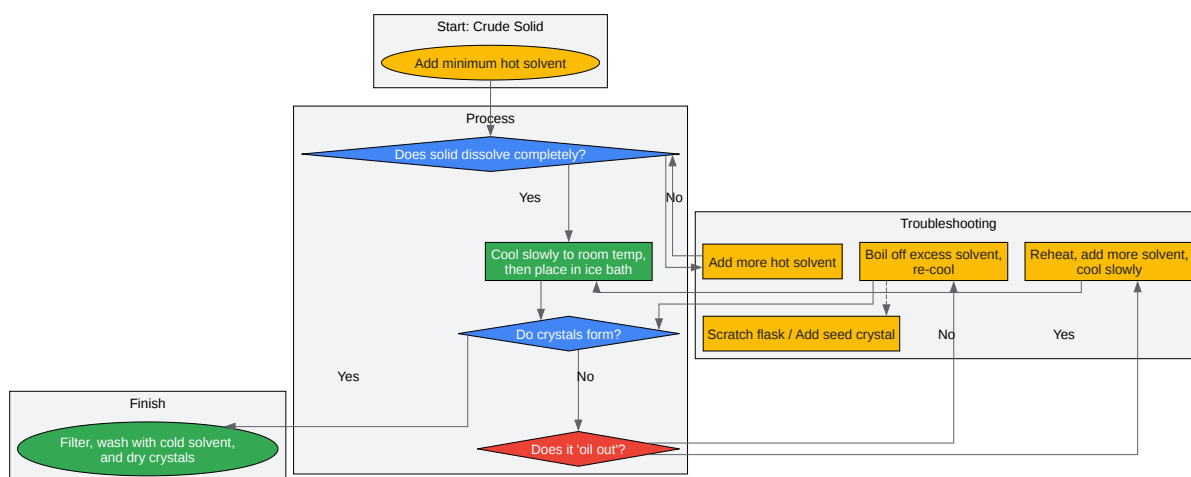 Start: Crude Solid
Add minimum hot solvent
Process
Does solid dissolve completely?
Yes
No
Troubleshooting
Cool slowly to room temp,
then place in ice bath
Add more hot solvent
Boil off excess solvent,
re-cool
Reheat, add more solvent,
cool slowly
Do crystals form?
Scratch flask / Add seed crystal
No
Yes
Yes
No
Finish
Filter, wash with cold solvent,
and dry crystals
Does it 'oil out'?